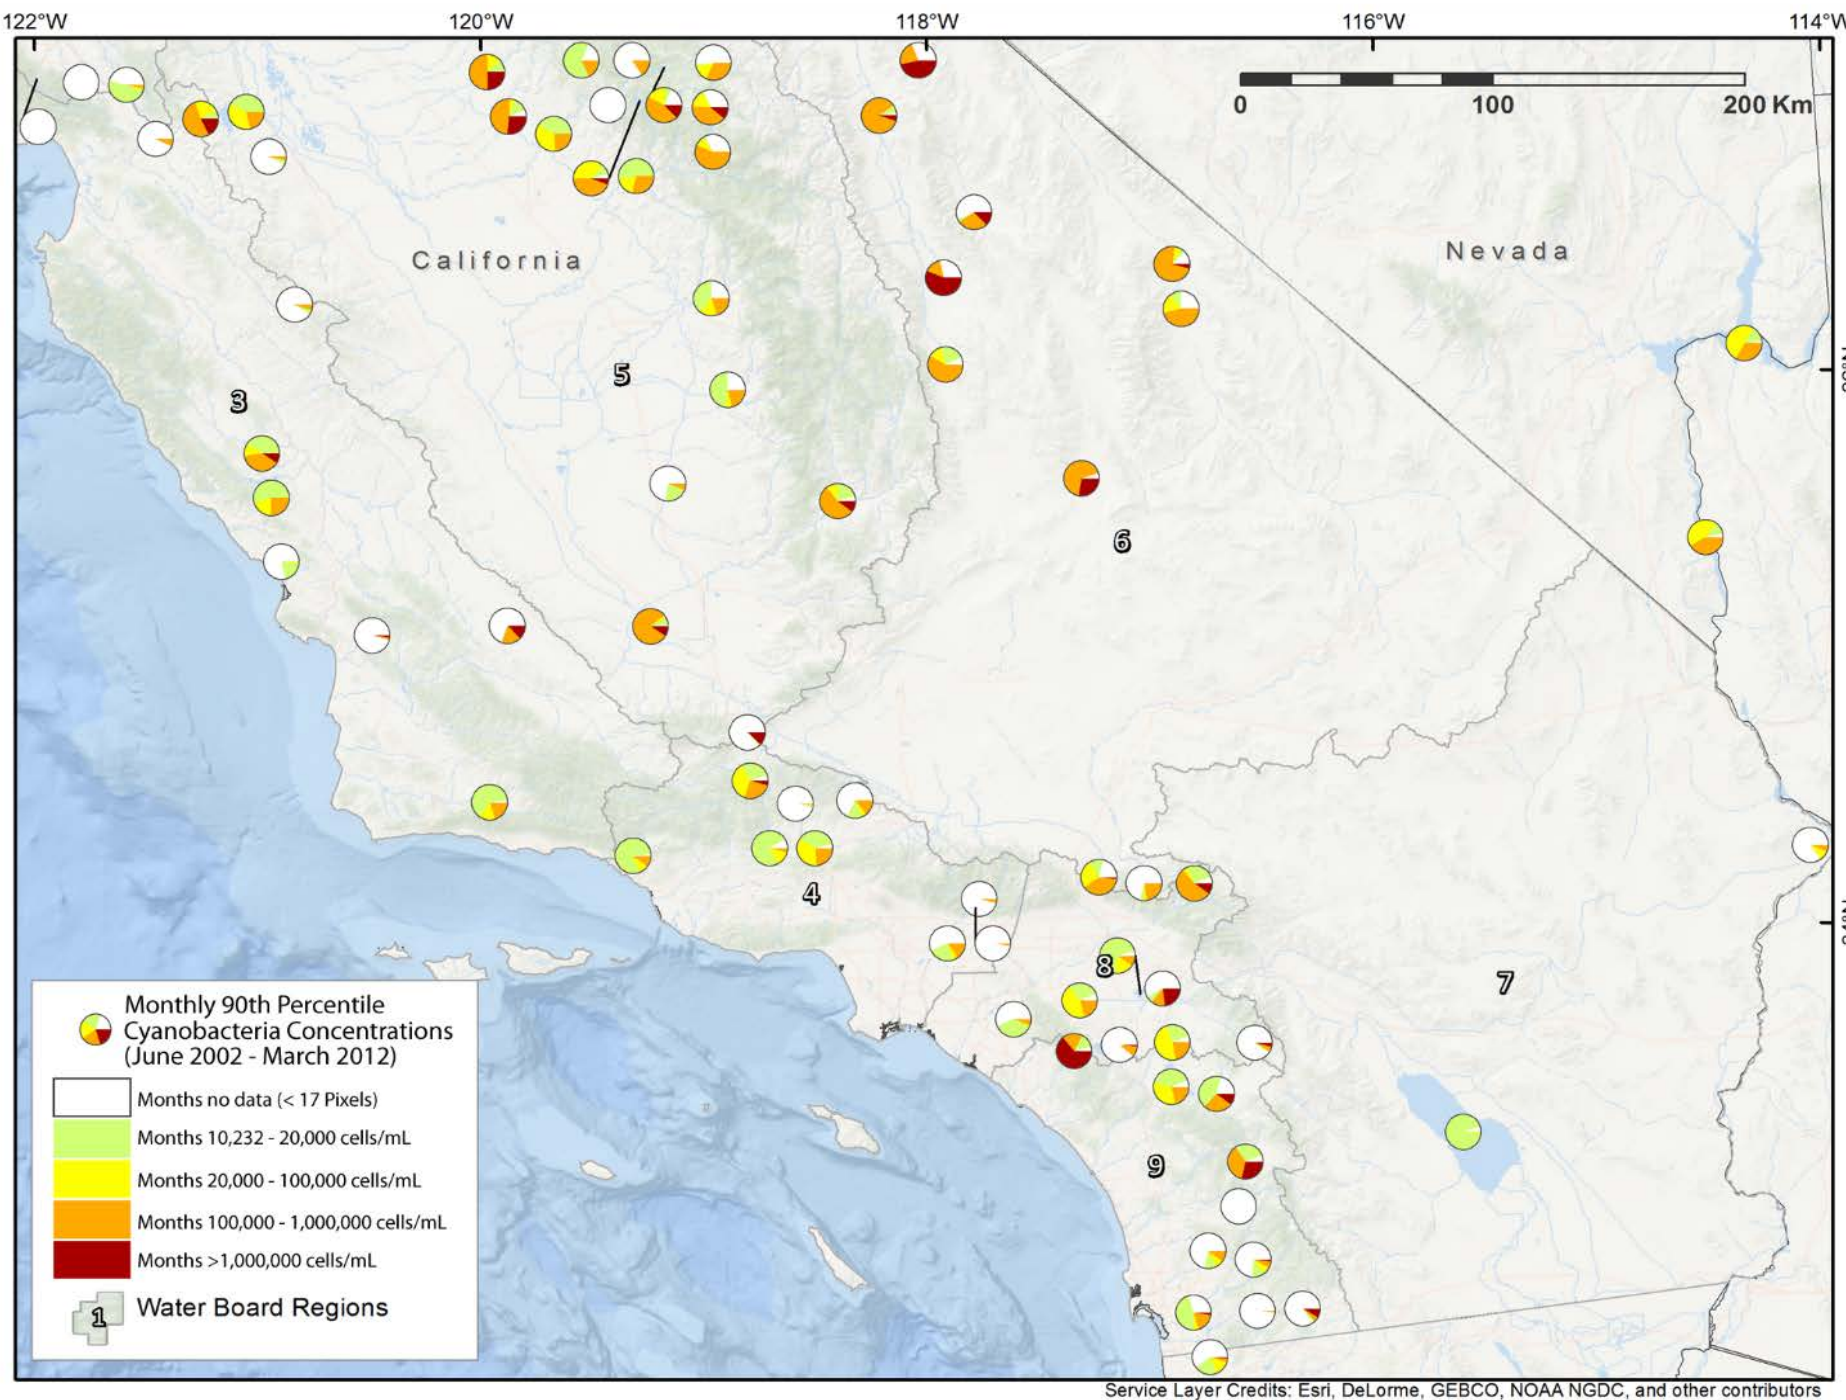 122°W 120°W 118°W 116°W 114°W
0 100 200 Km
California
Nevada
5
3
6
4
8
7
9
Monthly 90th Percentile
Cyanobacteria Concentrations
(June 2002 - March 2012)
Months no data (< 17 Pixels)
Months 10,232 - 20,000 cells/mL
Months 20,000 - 100,000 cells/mL
Months 100,000 - 1,000,000 cells/mL
Months >1,000,000 cells/mL
1 Water Board Regions
Service Layer Credits: Esri, DeLorme, GEBCO, NOAA NGDC, and other contributors